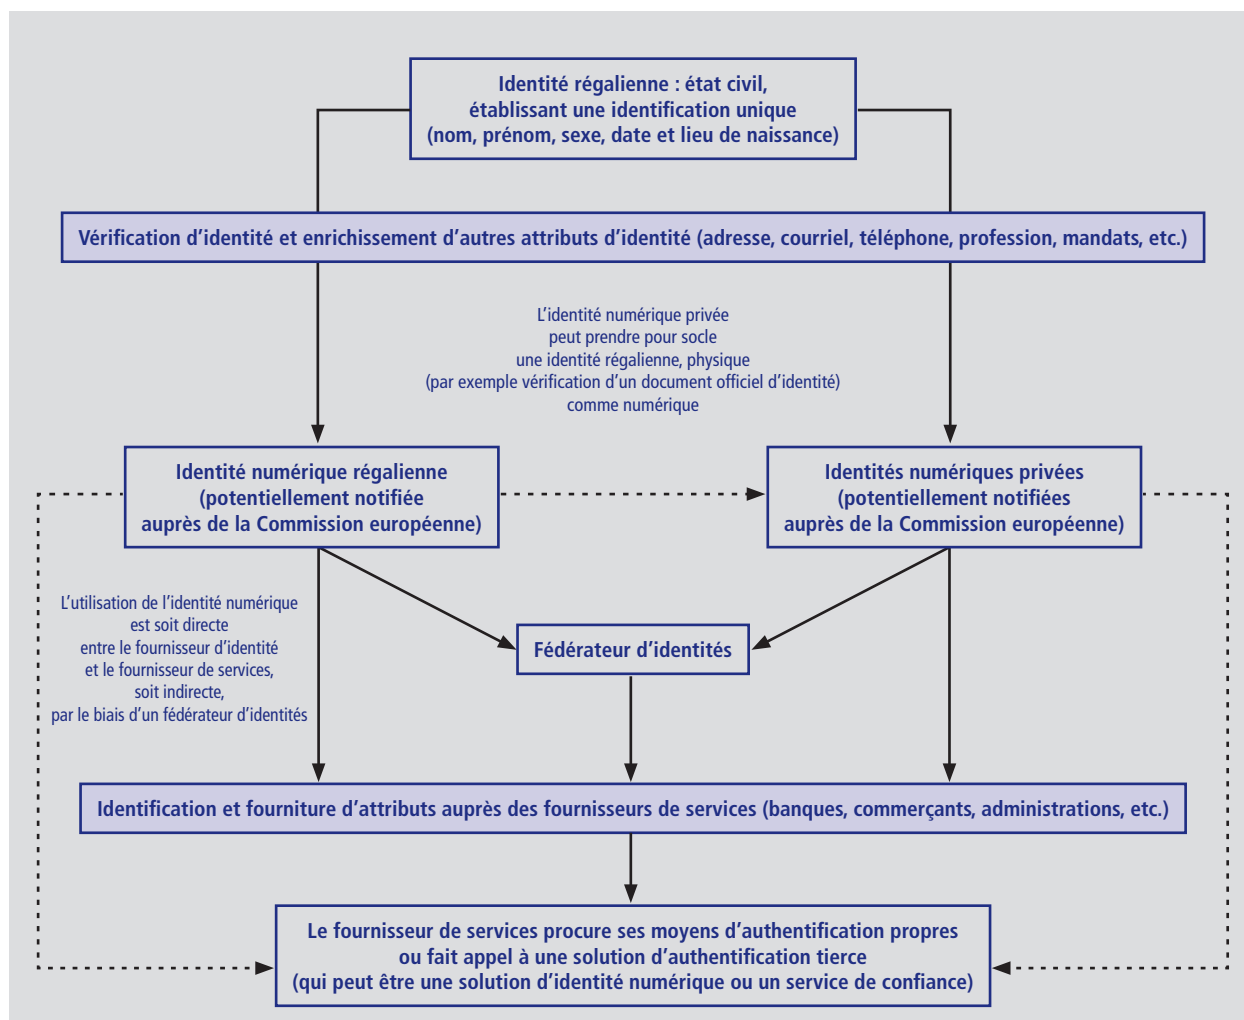 Identité régalienne : état civil,
établissant une identification unique
(nom, prénom, sexe, date et lieu de naissance)
Vérification d’identité et enrichissement d’autres attributs d’identité (adresse, courriel, téléphone, profession, mandats, etc.)
L’identité numérique privée
peut prendre pour socle
une identité régalienne, physique
(par exemple vérification d’un document officiel d’identité)
comme numérique
Identité numérique régalienne
(potentiellement notifiée
auprès de la Commission européenne)
Identités numériques privées
(potentiellement notifiées
auprès de la Commission européenne)
L’utilisation de l’identité numérique
est soit directe
entre le fournisseur d’identité
et le fournisseur de services,
soit indirecte,
par le biais d’un fédérateur d’identités
Fédérateur d’identités
Identification et fourniture d’attributs auprès des fournisseurs de services (banques, commerçants, administrations, etc.)
Le fournisseur de services procure ses moyens d’authentification propres
ou fait appel à une solution d’authentification tierce
(qui peut être une solution d’identité numérique ou un service de confiance)